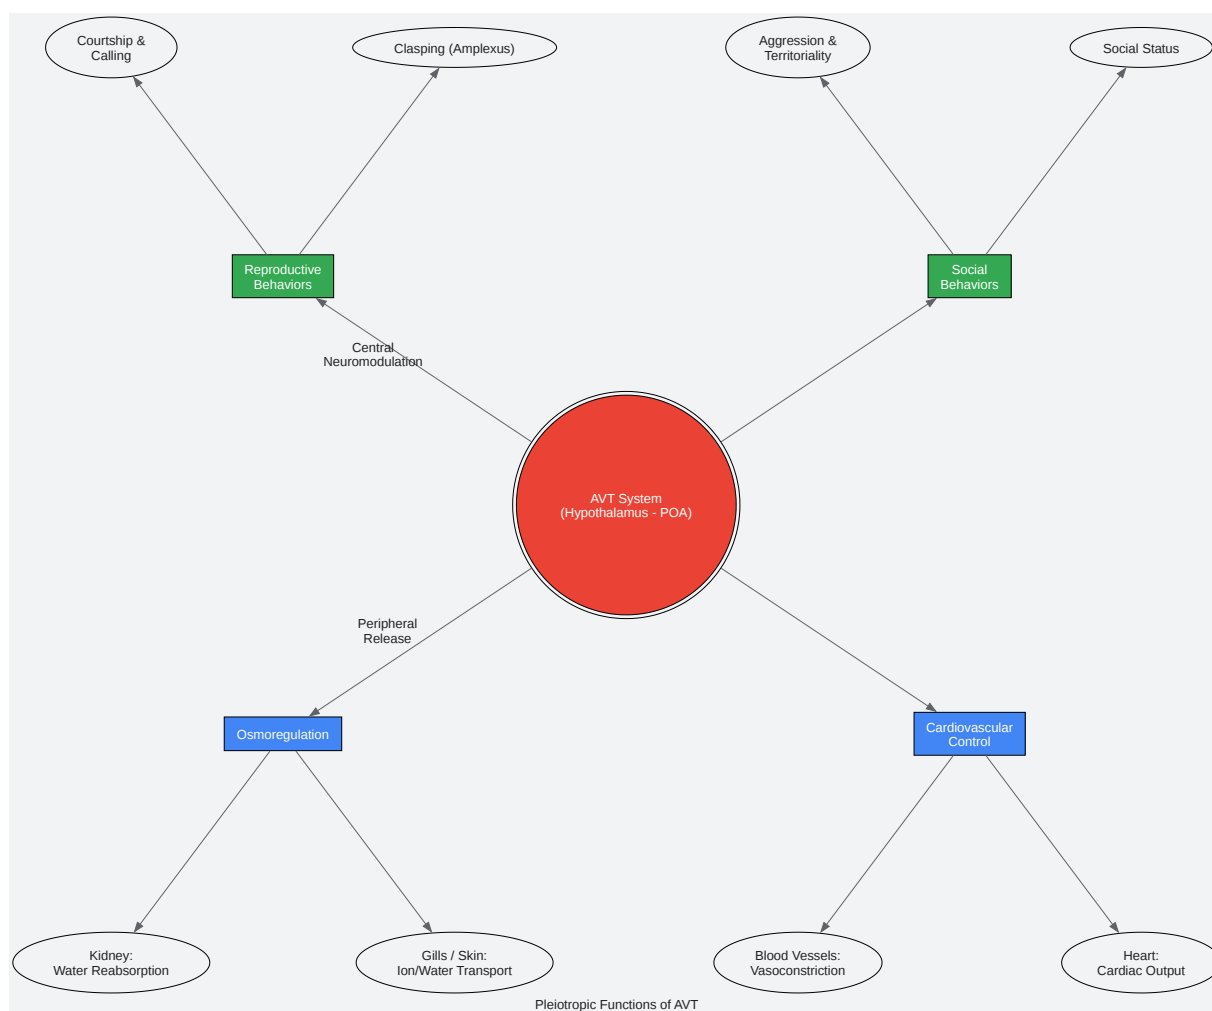 Courtship &
Calling
Clasping (Amplexus)
Aggression &
Territoriality
Social Status
Reproductive
Behaviors
Social
Behaviors
Central
Neuromodulation
AVT System
(Hypothalamus - POA)
Peripheral
Release
Osmoregulation
Cardiovascular
Control
Kidney:
Water Reabsorption
Gills / Skin:
Ion/Water Transport
Blood Vessels:
Vasoconstriction
Heart:
Cardiac Output
Pleiotropic Functions of AVT